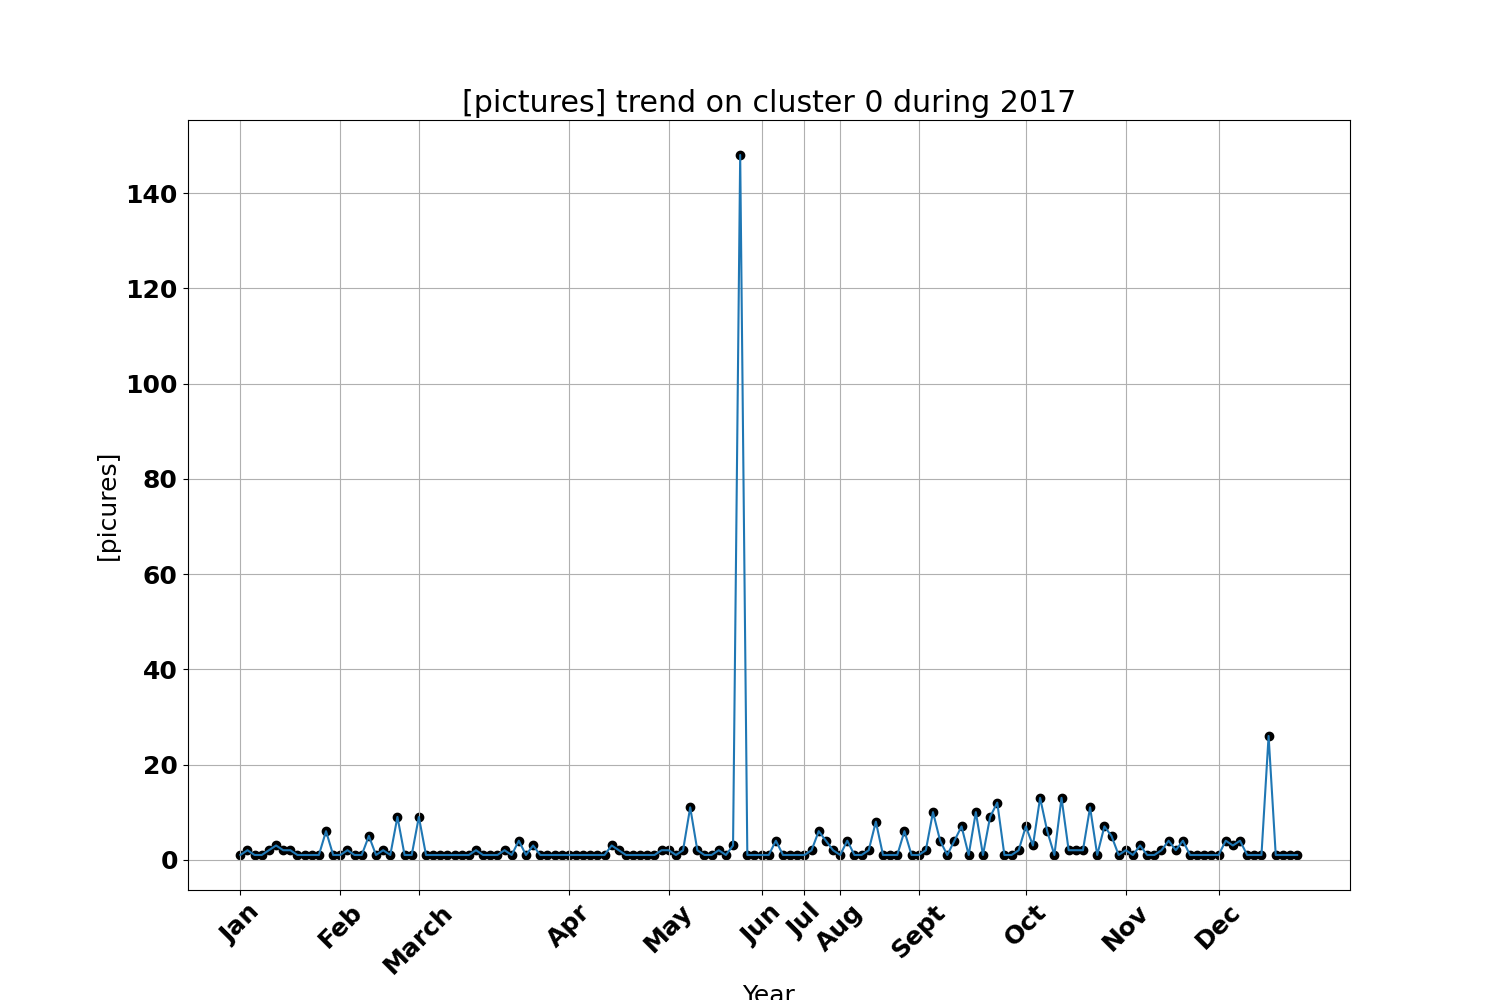 [pictures] trend on cluster 0 during 2017
140
120
100
80
60
40
20
0
[picures]
Jan
Feb
March
Apr
May
Jun
Jul
Aug
Sept
Oct
Nov
Dec
Year